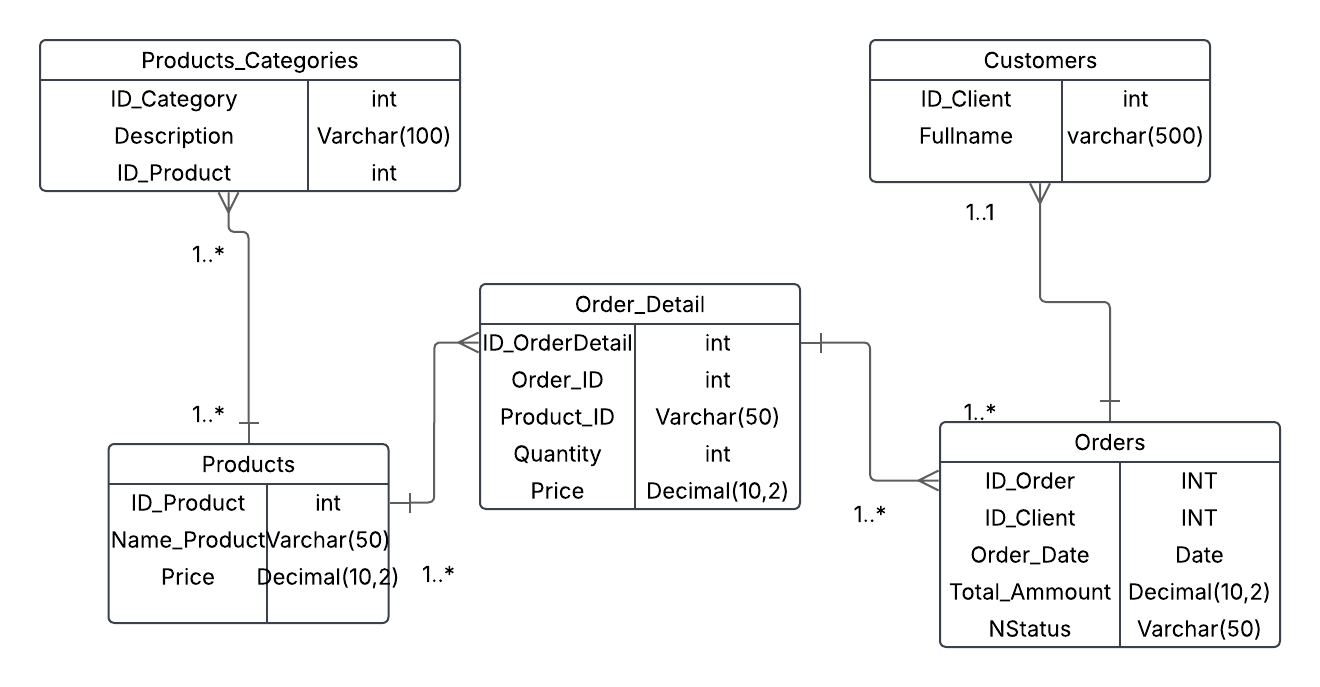 Products_Categories
ID_Category int
Description Varchar(100)
ID_Product int
1..*
1..*
Customers
ID_Client int
Fullname varchar(500)
1..1
1..*
Order_Detail
ID_OrderDetail int
Order_ID int
Product_ID Varchar(50)
Quantity int
Price Decimal(10,2)
1..*
Products
ID_Product int
Name_Product Varchar(50)
Price Decimal(10,2)
1..*
Orders
ID_Order INT
ID_Client INT
Order_Date Date
Total_Ammount Decimal(10,2)
NStatus Varchar(50)